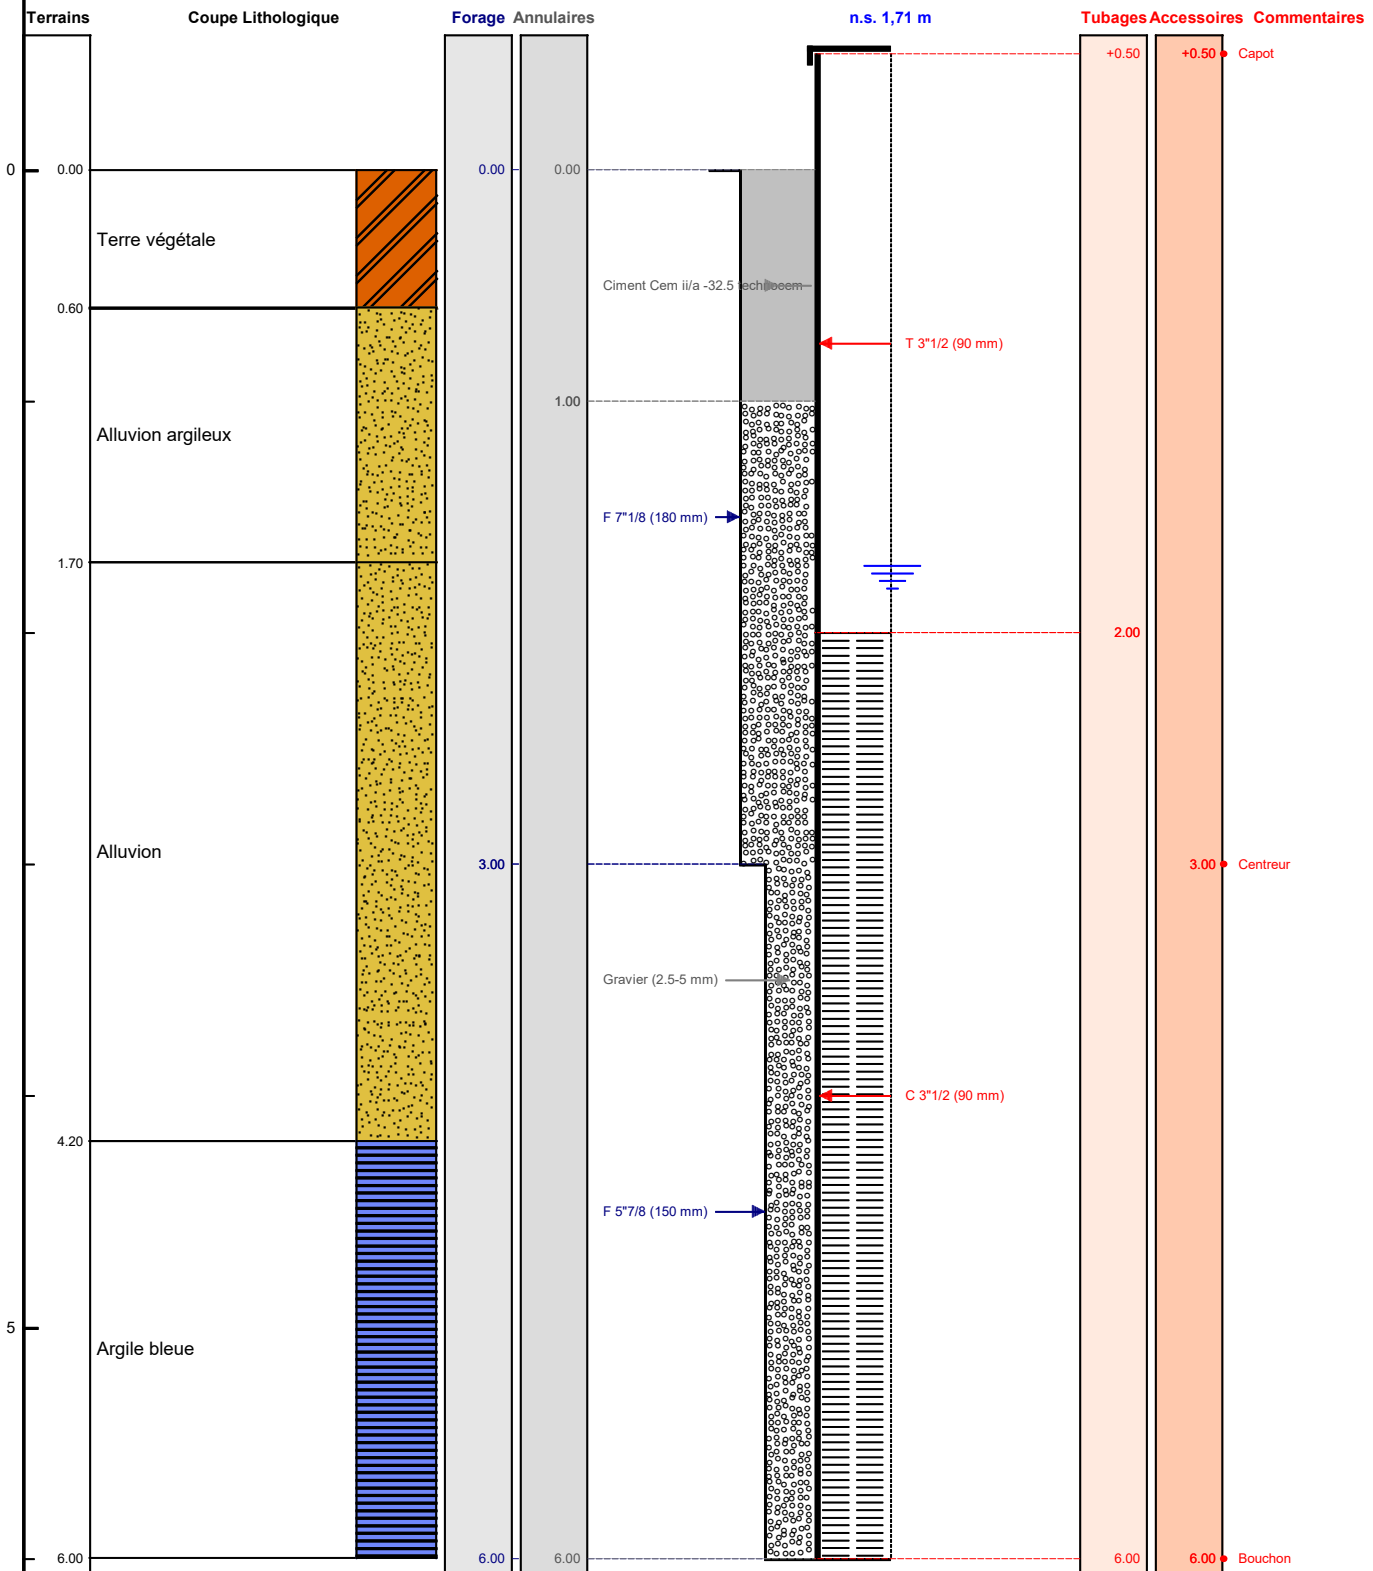 Terrains Coupe Lithologique Forage Annulaires n.s. 1,71 m Tubages Accessoires Commentaires
+0.50 +0.50 Capot
0 0.00 0.00 0.00
Terre végétale
Ciment Cem ii/a -32.5 technocem
0.60
T 3"1/2 (90 mm)
1.00
Alluvion argileux
F 7"1/8 (180 mm)
1.70
2.00
Alluvion
3.00 3.00 Centreur
Gravier (2.5-5 mm)
C 3"1/2 (90 mm)
4.20
F 5"7/8 (150 mm)
5
Argile bleue
6.00 6.00 6.00 6.00 6.00 Bouchon